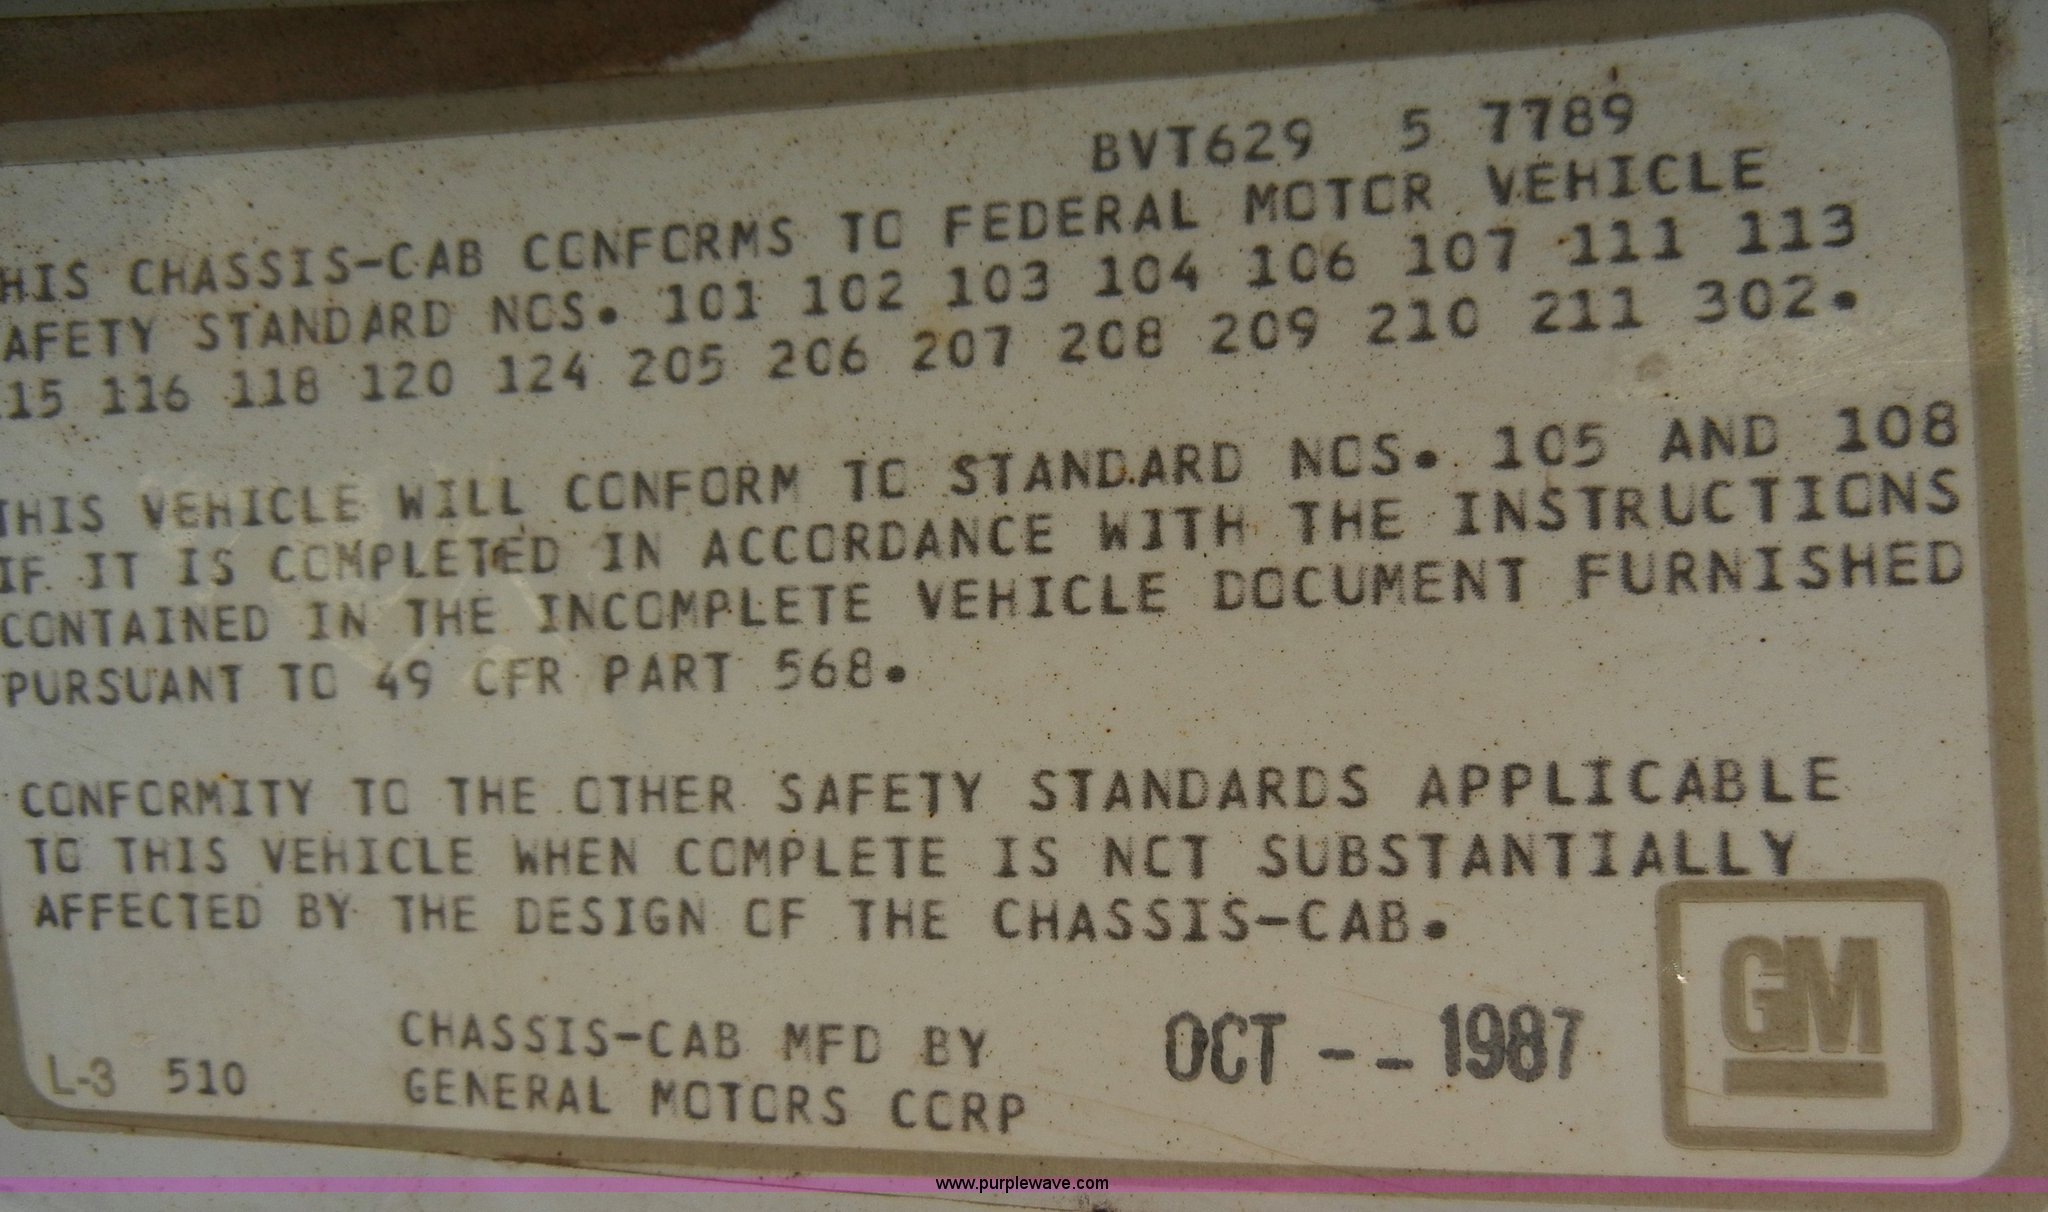 BVT629 5 7789
HIS CHASSIS-CAB CONFORMS TO FEDERAL MOTOR VEHICLE
AFETY STANDARD NOS. 101 102 103 104 106 107 111 113
15 116 118 120 124 205 206 207 208 209 210 211 302.
THIS VEHICLE WILL CONFORM TO STANDARD NOS. 105 AND 108
IF IT IS COMPLETED IN ACCORDANCE WITH THE INSTRUCTIONS
CONTAINED IN THE INCOMPLETE VEHICLE DOCUMENT FURNISHED
PURSUANT TO 49 CFR PART 568.
CONFORMITY TO THE OTHER SAFETY STANDARDS APPLICABLE
TO THIS VEHICLE WHEN COMPLETE IS NOT SUBSTANTIALLY
AFFECTED BY THE DESIGN OF THE CHASSIS-CAB.
CHASSIS-CAB MFD BY OCT -- 1987 GM
L-3 510 GENERAL MOTORS CORP
www.purplewave.com